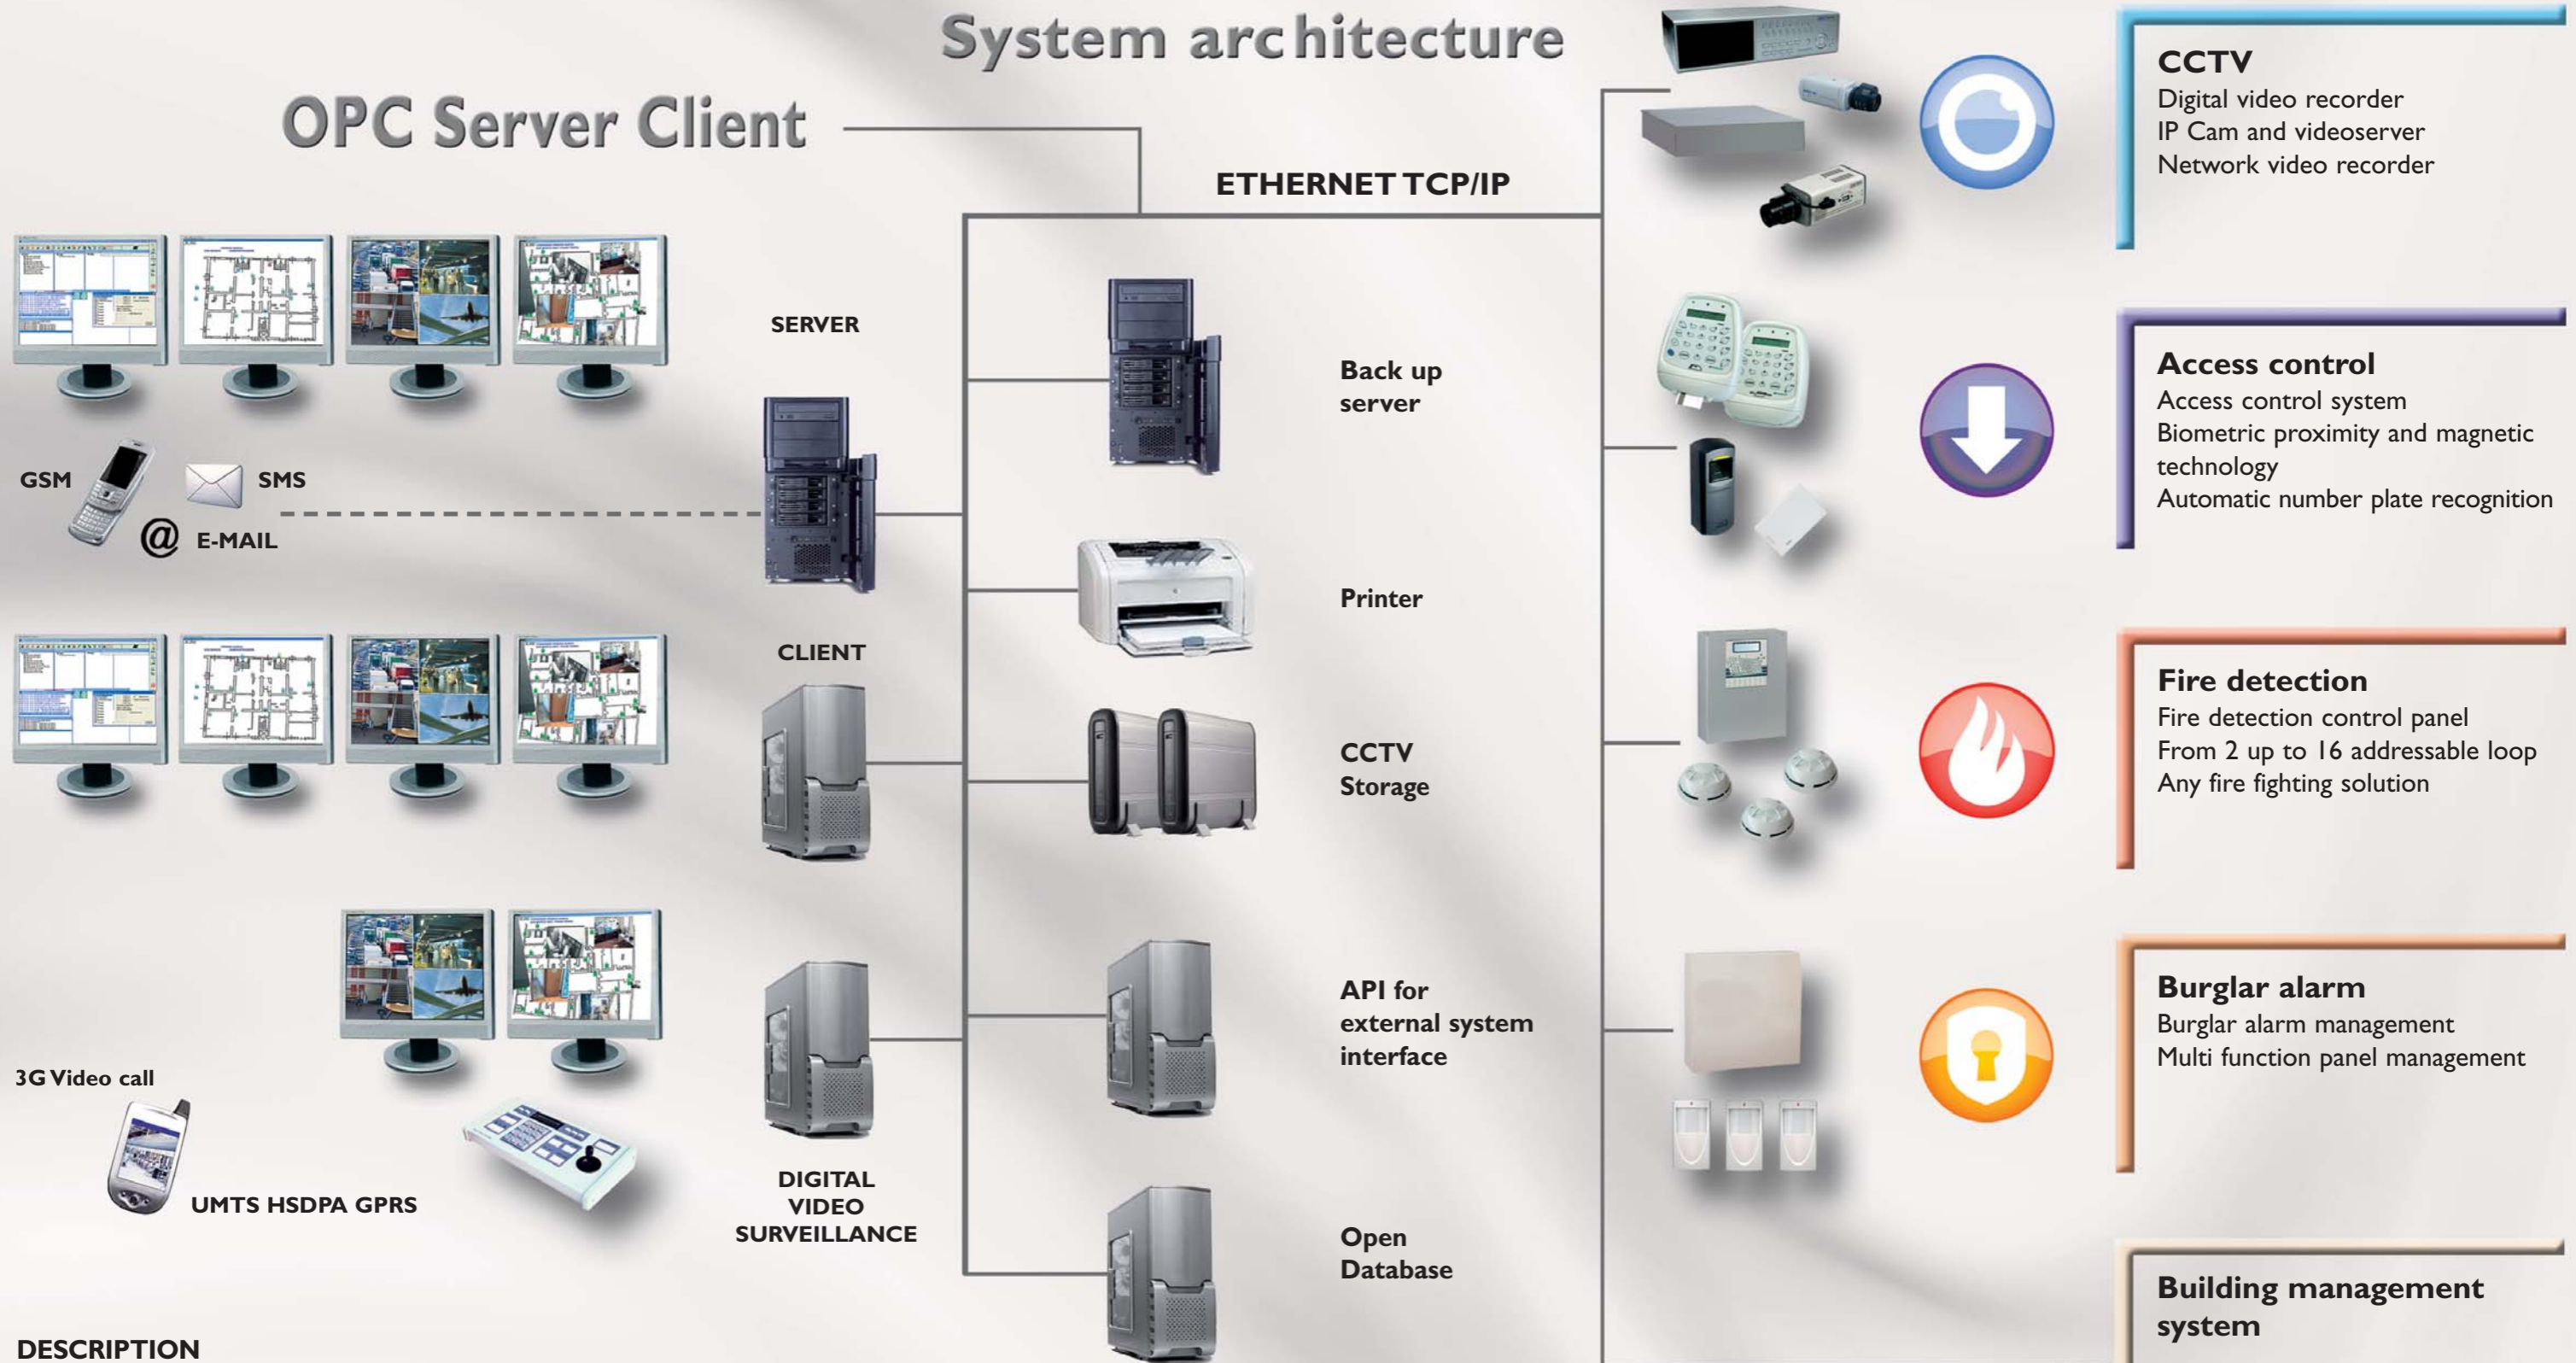 System architecture
OPC Server Client
ETHERNET TCP/IP
SERVER
GSM
SMS
@
E-MAIL
CLIENT
3G Video call
UMTS HSDPA GPRS
DIGITAL
VIDEO
SURVEILLANCE
DESCRIPTION
Back up
server
Printer
CCTV
Storage
API for
external system
interface
Open
Database
CCTV
Digital video recorder
IP Cam and videoserver
Network video recorder
Access control
Access control system
Biometric proximity and magnetic
technology
Automatic number plate recognition
Fire detection
Fire detection control panel
From 2 up to 16 addressable loop
Any fire fighting solution
Burglar alarm
Burglar alarm management
Multi function panel management
Building management
system